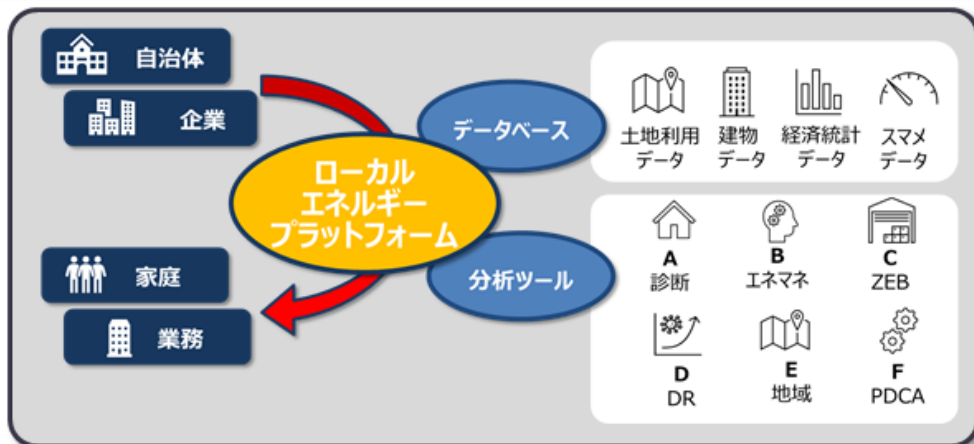 自治体
企業
ローカル
エネルギー
プラットフォーム
家庭
業務
データベース
分析ツール
土地利用
データ
建物
データ
経済統計
データ
スマメ
データ
A
診断
B
エネマネ
C
ZEB
D
DR
E
地域
F
PDCA